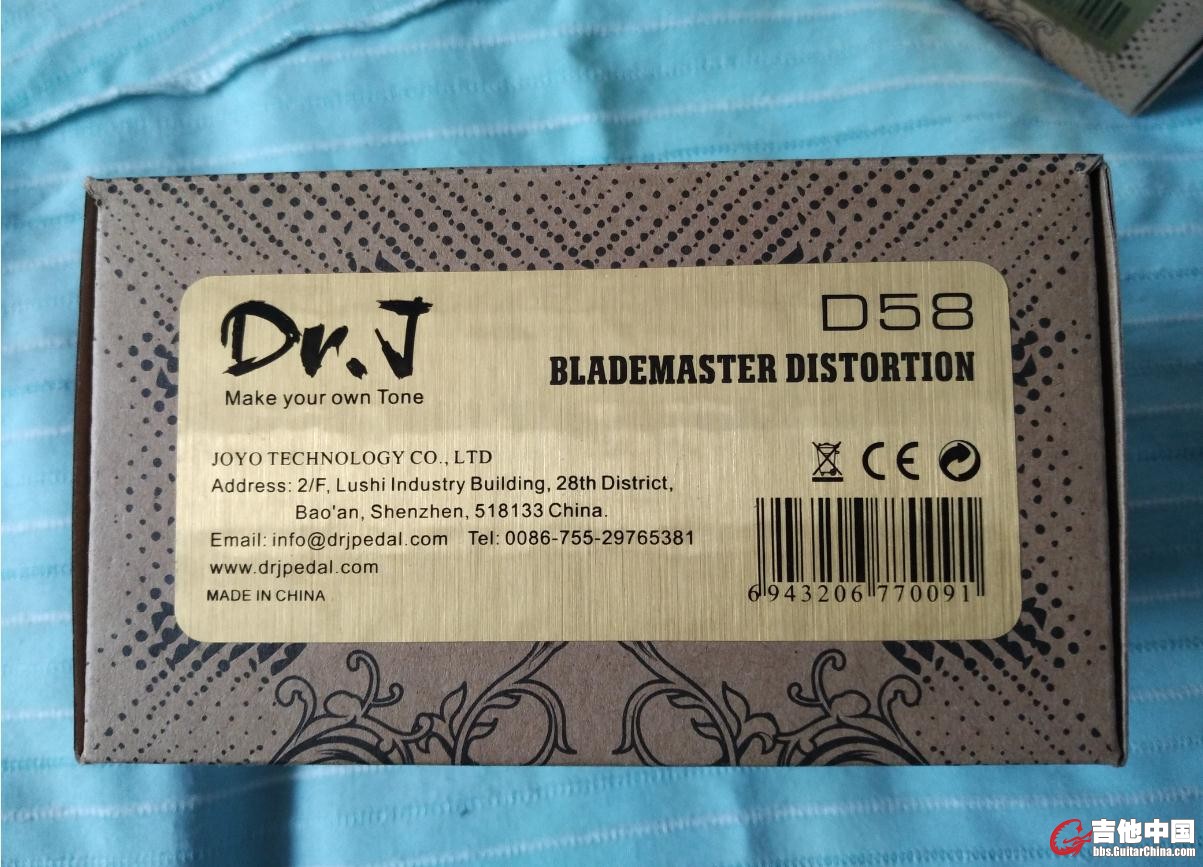 Dr.J
Make your own Tone
D58
BLADEMASTER DISTORTION
JOYO TECHNOLOGY CO., LTD
Address: 2/F, Lushi Industry Building, 28th District,
Bao'an, Shenzhen, 518133 China.
Email: info@drjpedal.com Tel: 0086-755-29765381
www.drjpedal.com
MADE IN CHINA
CE
6 943206 770091
吉他中国
bbs.GuitarChina.com